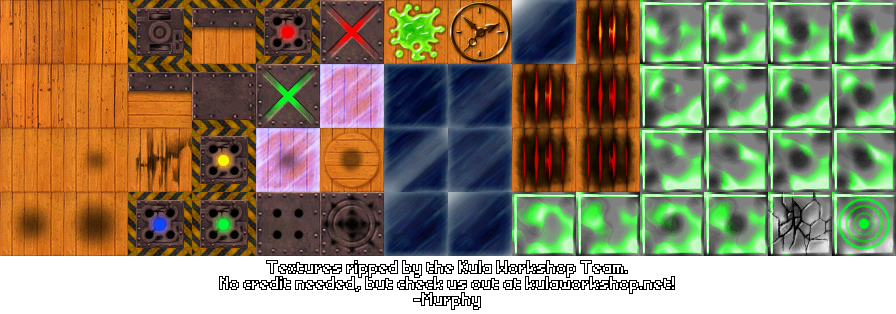 Textures ripped by the Kula Workshop Team.
No credit needed, but check us out at kulaworkshop.net!
-Murphy